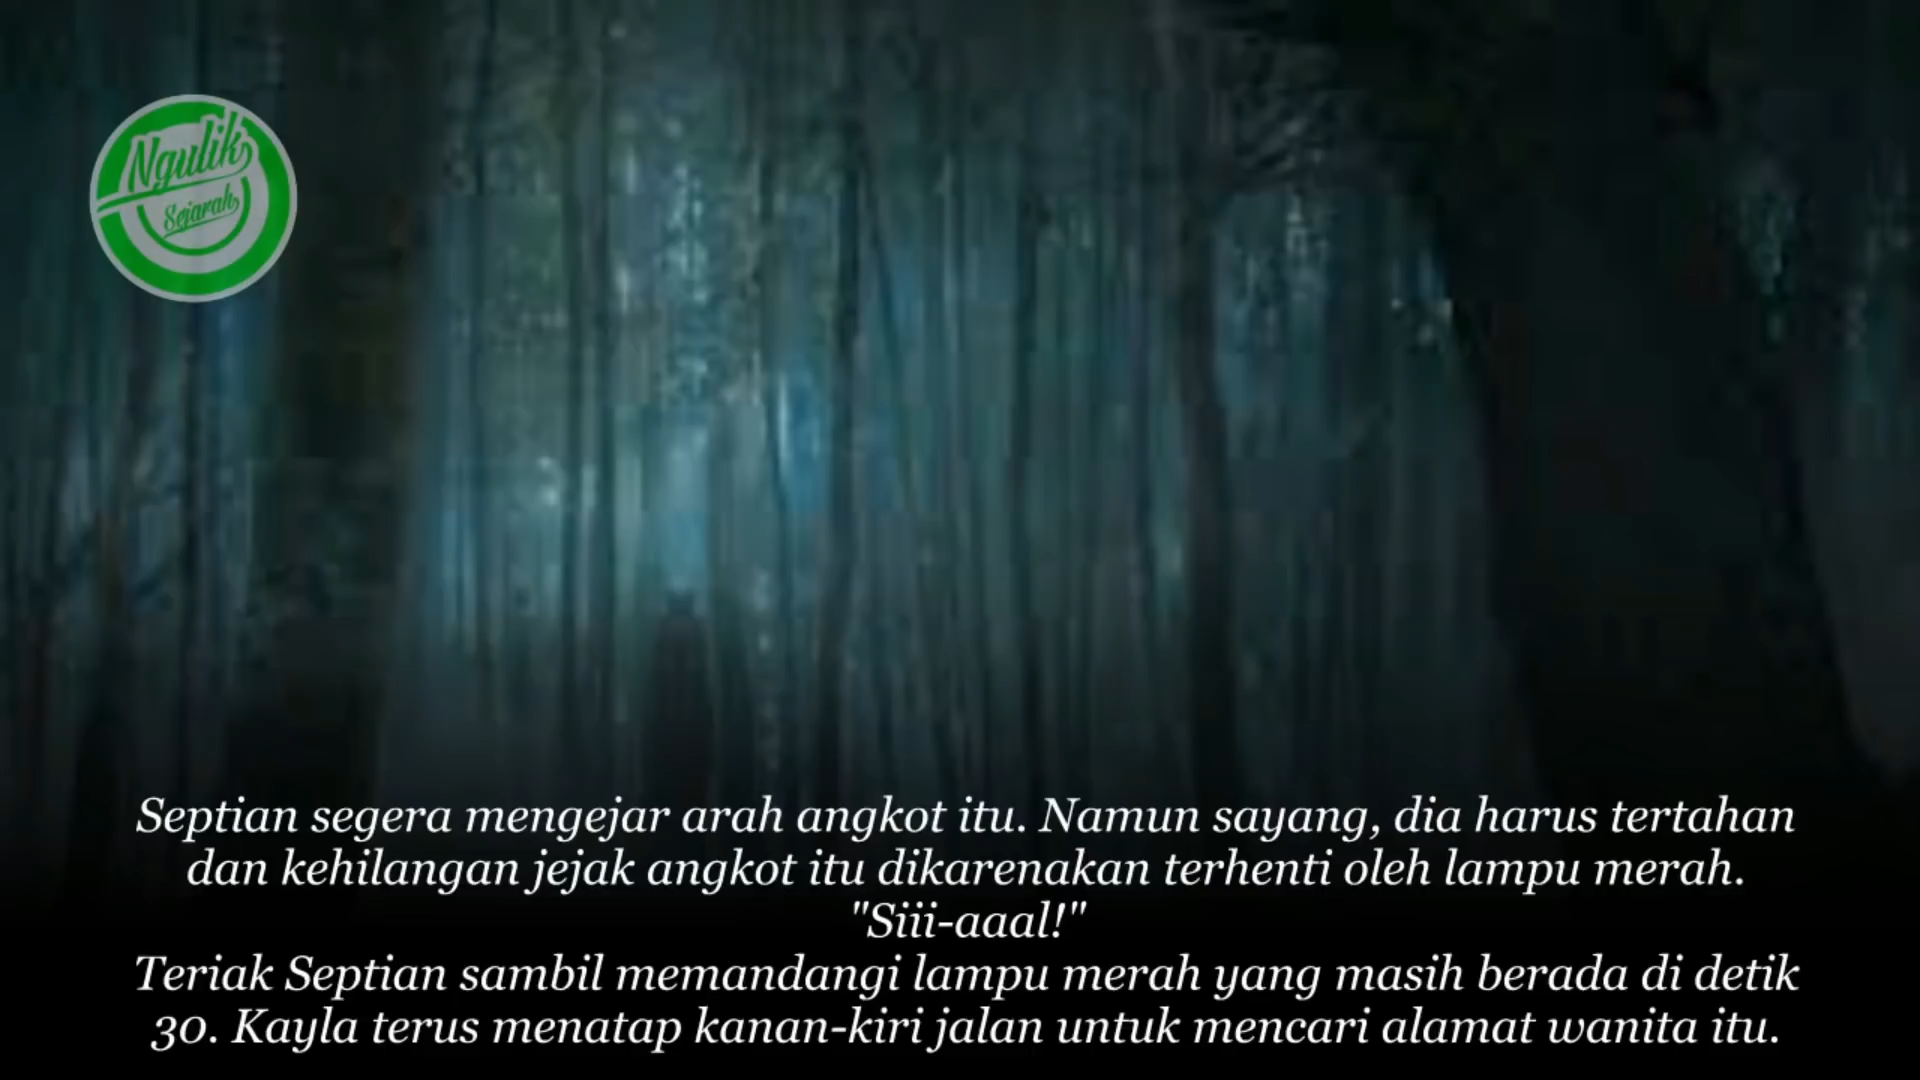 Ngulik
Sejarah
Septian segera mengejar arah angkot itu. Namun sayang, dia harus tertahan
dan kehilangan jejak angkot itu dikarenakan terhenti oleh lampu merah.
"Siii-aaal!"
Teriak Septian sambil memandangi lampu merah yang masih berada di detik
30. Kayla terus menatap kanan-kiri jalan untuk mencari alamat wanita itu.